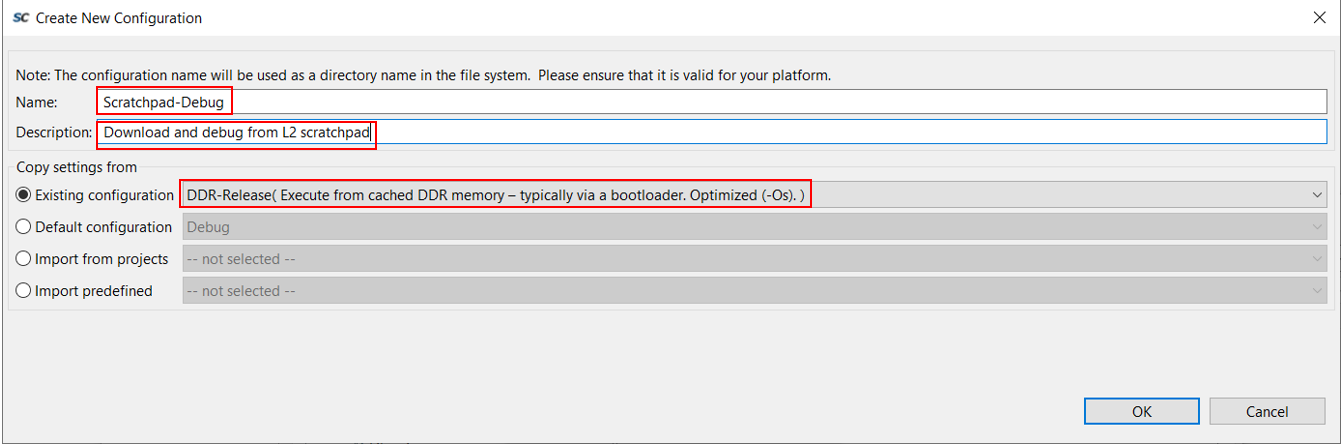 SC Create New Configuration
Note: The configuration name will be used as a directory name in the file system.  Please ensure that it is valid for your platform.
Name: Scratchpad-Debug
Description: Download and debug from L2 scratchpad
Copy settings from
Existing configuration DDR-Release( Execute from cached DDR memory – typically via a bootloader. Optimized (-Os). )
Default configuration Debug
Import from projects -- not selected --
Import predefined -- not selected --
OK Cancel